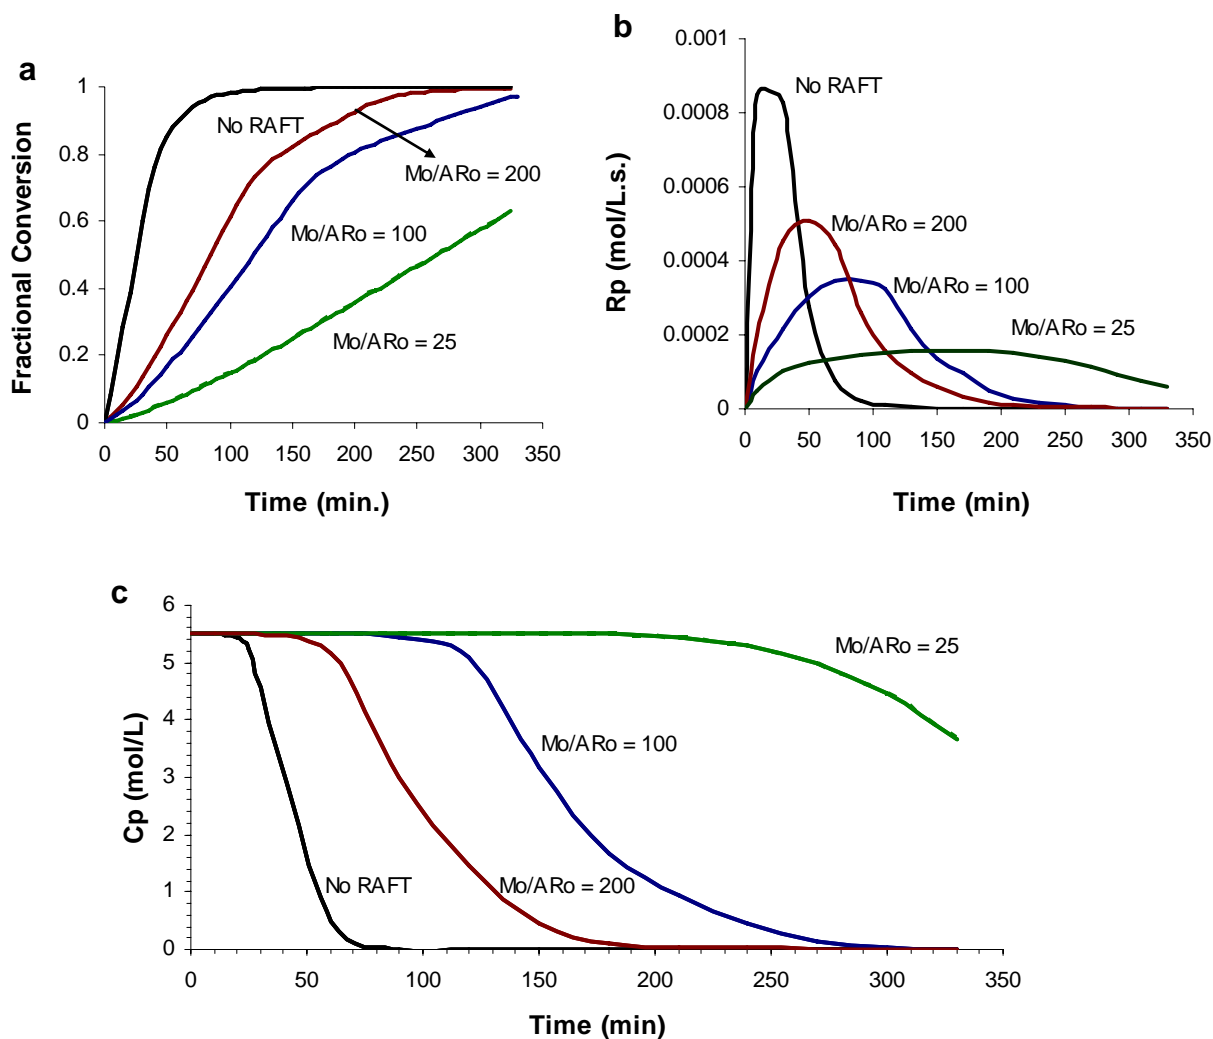 a
Fractional Conversion
1
0.8
0.6
0.4
0.2
0
No RAFT
Mo/ARo = 200
Mo/ARo = 100
Mo/ARo = 25
0 50 100 150 200 250 300 350
Time (min.)
b
Rp (mol/L.s.)
0.001
0.0008
0.0006
0.0004
0.0002
0
No RAFT
Mo/ARo = 200
Mo/ARo = 100
Mo/ARo = 25
0 50 100 150 200 250 300 350
Time (min)
c
Cp (mol/L)
6
5
4
3
2
1
0
Mo/ARo = 25
Mo/ARo = 100
No RAFT
Mo/ARo = 200
0 50 100 150 200 250 300 350
Time (min)